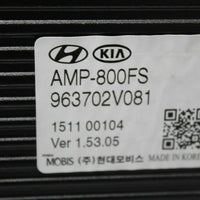 HYUNDAI KIA
AMP-800FS
963702V081
1511 00104
Ver 1.53.05
MOBIS (주)현대모비스
MADE IN KOREA